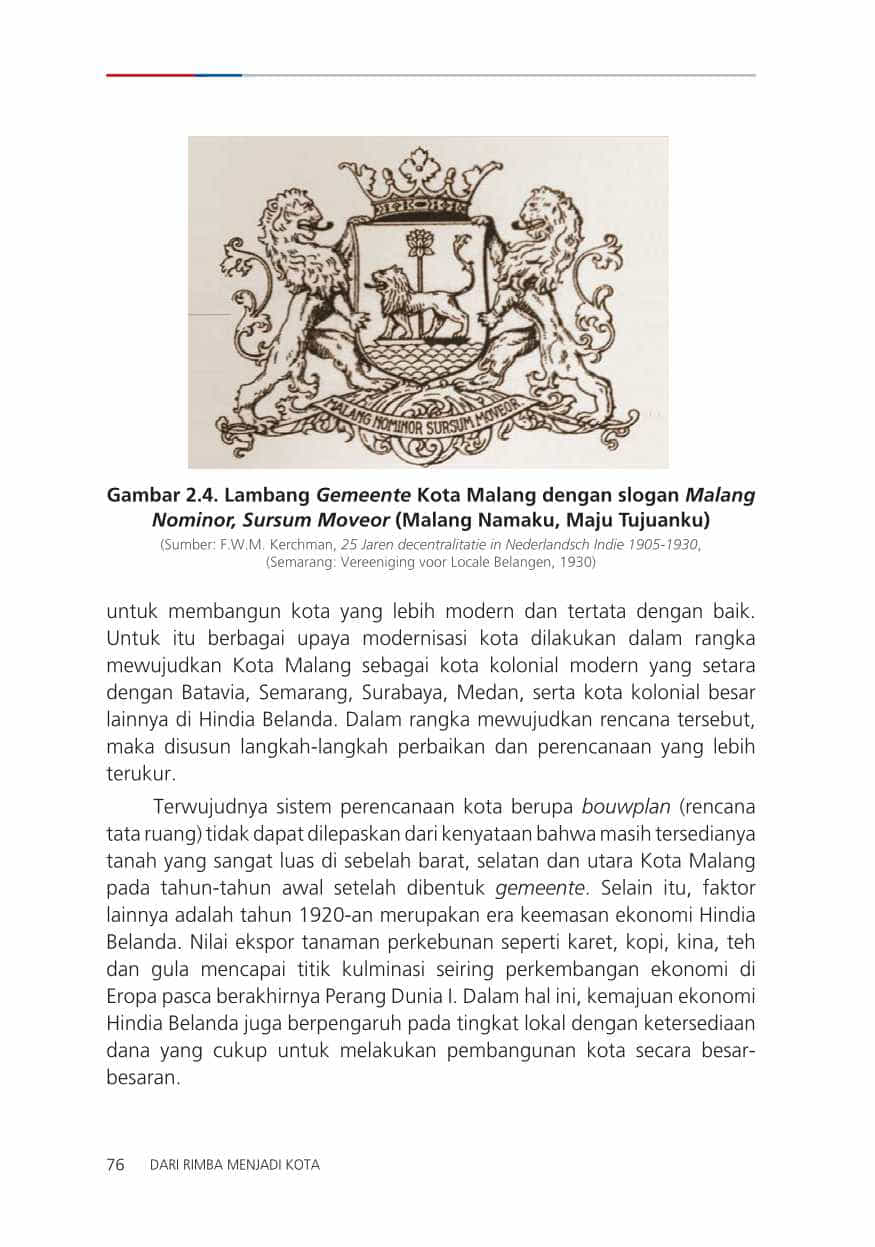 MALANG NOMINOR SURSUM MOVEOR.
Gambar 2.4. Lambang Gemeente Kota Malang dengan slogan Malang
Nominor, Sursum Moveor (Malang Namaku, Maju Tujuanku)
(Sumber: F.W.M. Kerchman, 25 Jaren decentralitatie in Nederlandsch Indie 1905-1930,
(Semarang: Vereeniging voor Locale Belangen, 1930)
untuk membangun kota yang lebih modern dan tertata dengan baik.
Untuk itu berbagai upaya modernisasi kota dilakukan dalam rangka
mewujudkan Kota Malang sebagai kota kolonial modern yang setara
dengan Batavia, Semarang, Surabaya, Medan, serta kota kolonial besar
lainnya di Hindia Belanda. Dalam rangka mewujudkan rencana tersebut,
maka disusun langkah-langkah perbaikan dan perencanaan yang lebih
terukur.
Terwujudnya sistem perencanaan kota berupa bouwplan (rencana
tata ruang) tidak dapat dilepaskan dari kenyataan bahwa masih tersedianya
tanah yang sangat luas di sebelah barat, selatan dan utara Kota Malang
pada tahun-tahun awal setelah dibentuk gemeente. Selain itu, faktor
lainnya adalah tahun 1920-an merupakan era keemasan ekonomi Hindia
Belanda. Nilai ekspor tanaman perkebunan seperti karet, kopi, kina, teh
dan gula mencapai titik kulminasi seiring perkembangan ekonomi di
Eropa pasca berakhirnya Perang Dunia I. Dalam hal ini, kemajuan ekonomi
Hindia Belanda juga berpengaruh pada tingkat lokal dengan ketersediaan
dana yang cukup untuk melakukan pembangunan kota secara besar-
besaran.
76 DARI RIMBA MENJADI KOTA